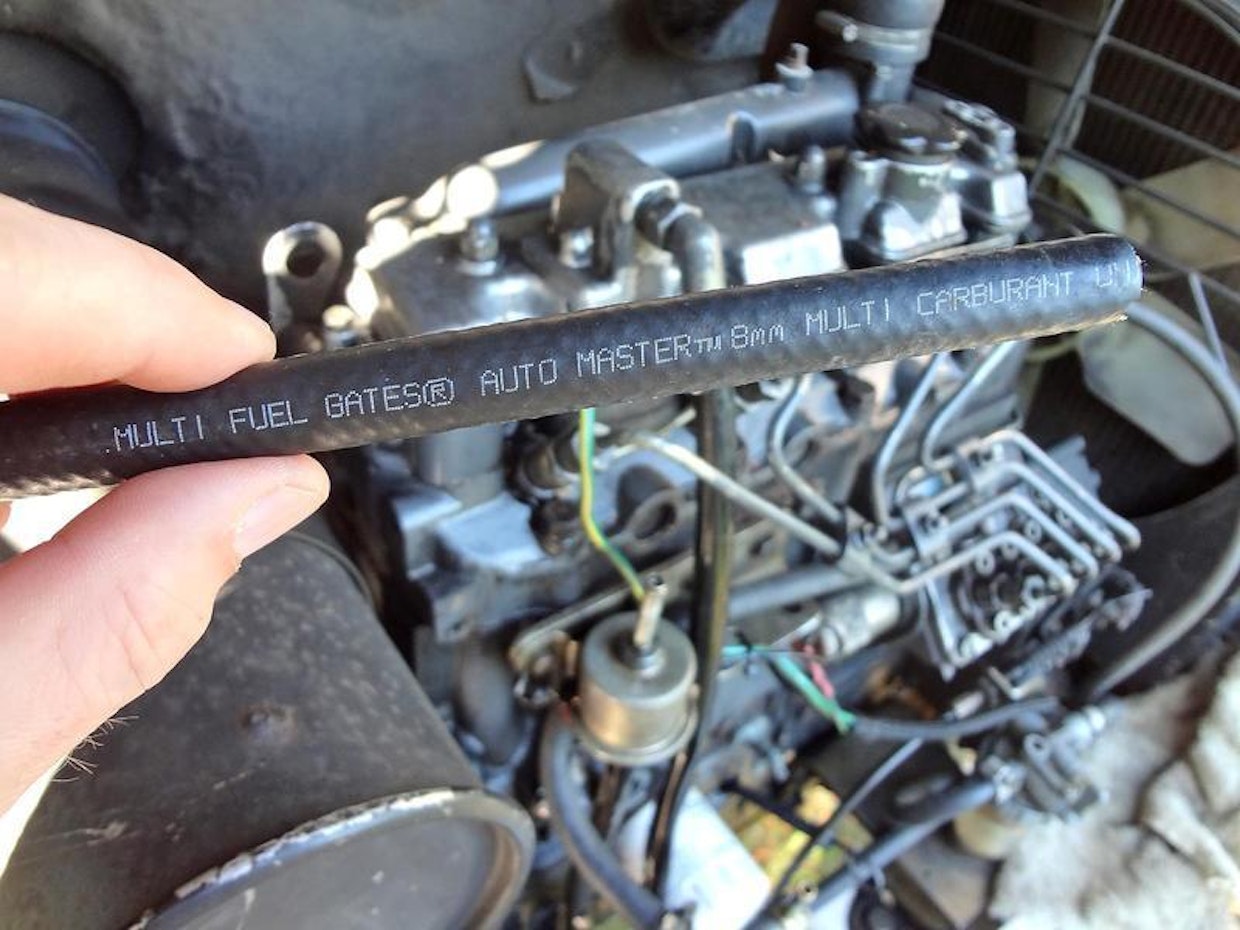 MULTI FUEL GATES® AUTO MASTER™ 8mm MULTI CARBURANT